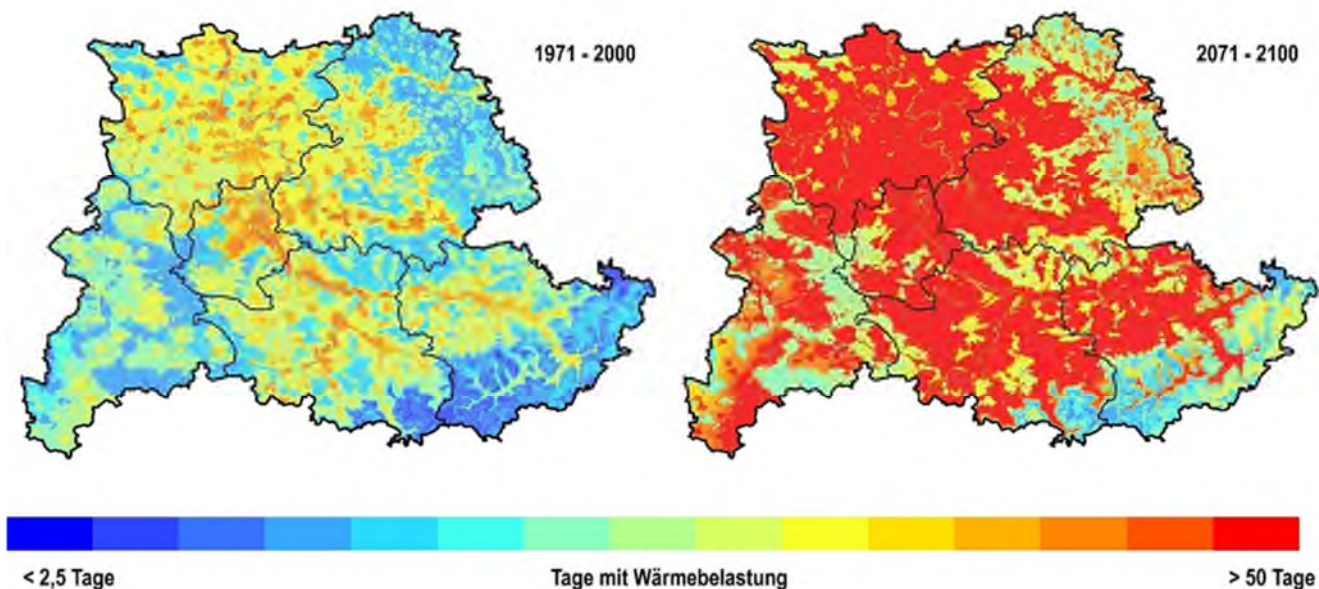 1971 - 2000
2071 - 2100
< 2,5 Tage
Tage mit Wärmebelastung
> 50 Tage